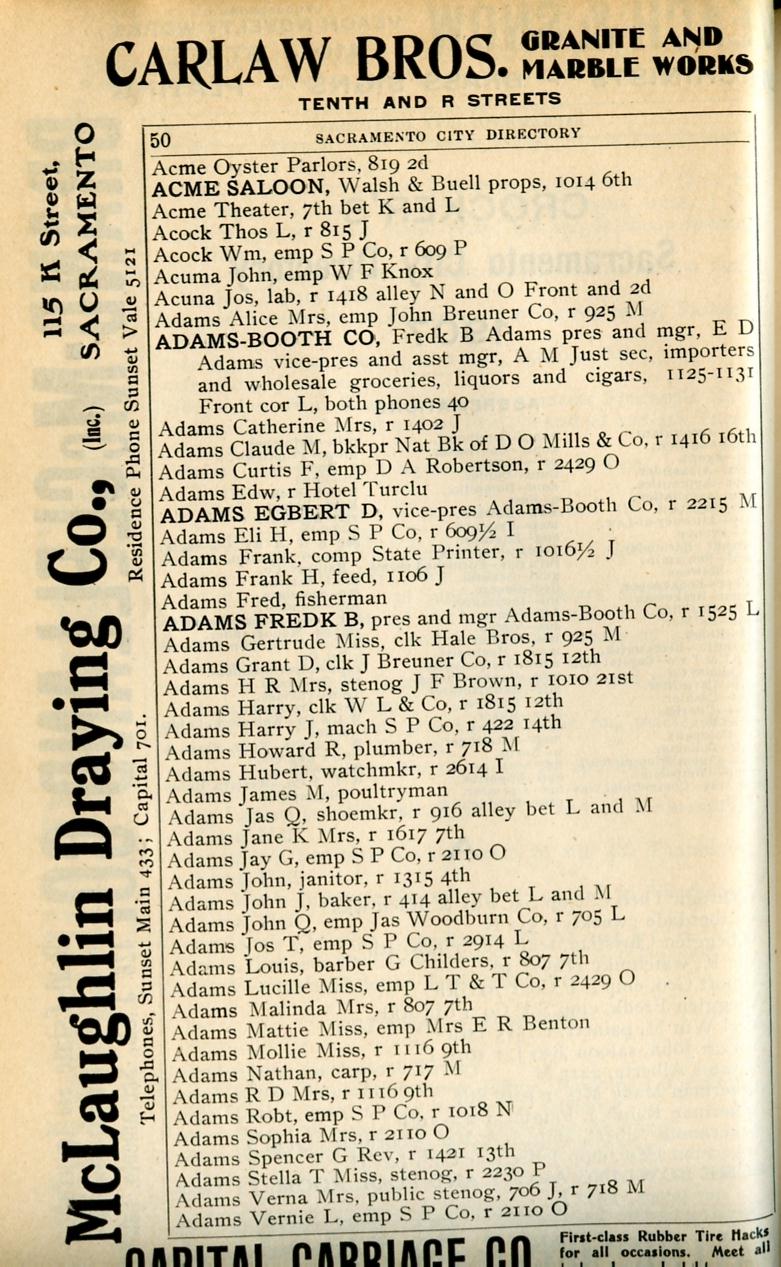 CARLAW BROS. GRANITE AND
MARBLE WORKS
TENTH AND R STREETS
115 K Street,
SACRAMENTO
McLaughlin Draying Co., (Inc.)
Residence Phone Sunset Vale 5121
Telephones, Sunset Main 433; Capital 701.
50 SACRAMENTO CITY DIRECTORY
Acme Oyster Parlors, 819 2d
ACME SALOON, Walsh & Buell props, 1014 6th
Acme Theater, 7th bet K and L
Acock Thos L, r 815 J
Acock Wm, emp S P Co, r 609 P
Acuma John, emp W F Knox
Acuna Jos, lab, r 1418 alley N and O Front and 2d
Adams Alice Mrs, emp John Breuner Co, r 925 M
ADAMS-BOOTH CO, Fredk B Adams pres and mgr, E D
Adams vice-pres and asst mgr, A M Just sec, importers
and wholesale groceries, liquors and cigars, 1125-1131
Front cor L, both phones 40
Adams Catherine Mrs, r 1402 J
Adams Claude M, bkkpr Nat Bk of D O Mills & Co, r 1416 16th
Adams Curtis F, emp D A Robertson, r 2429 O
Adams Edw, r Hotel Turclu
ADAMS EGBERT D, vice-pres Adams-Booth Co, r 2215 M
Adams Eli H, emp S P Co, r 609½ I
Adams Frank, comp State Printer, r 1016½ J
Adams Frank H, feed, 1106 J
Adams Fred, fisherman
ADAMS FREDK B, pres and mgr Adams-Booth Co, r 1525 L
Adams Gertrude Miss, clk Hale Bros, r 925 M
Adams Grant D, clk J Breuner Co, r 1815 12th
Adams H R Mrs, stenog J F Brown, r 1010 21st
Adams Harry, clk W L & Co, r 1815 12th
Adams Harry J, mach S P Co, r 422 14th
Adams Howard R, plumber, r 718 M
Adams Hubert, watchmkr, r 2614 I
Adams James M, poultryman
Adams Jas Q, shoemkr, r 916 alley bet L and M
Adams Jane K Mrs, r 1617 7th
Adams Jay G, emp S P Co, r 2110 O
Adams John, janitor, r 1315 4th
Adams John J, baker, r 414 alley bet L and M
Adams John Q, emp Jas Woodburn Co, r 705 L
Adams Jos T, emp S P Co, r 2914 L
Adams Louis, barber G Childers, r 807 7th
Adams Lucille Miss, emp L T & T Co, r 2429 O
Adams Malinda Mrs, r 807 7th
Adams Mattie Miss, emp Mrs E R Benton
Adams Mollie Miss, r 1116 9th
Adams Nathan, carp, r 717 M
Adams R D Mrs, r 1116 9th
Adams Robt, emp S P Co, r 1018 N
Adams Sophia Mrs, r 2110 O
Adams Spencer G Rev, r 1421 13th
Adams Stella T Miss, stenog, r 2230 P
Adams Verna Mrs, public stenog, 706 J, r 718 M
Adams Vernie L, emp S P Co, r 2110 O
CAPITAL CARRIAGE CO
First-class Rubber Tire Hacks
for all occasions. Meet all